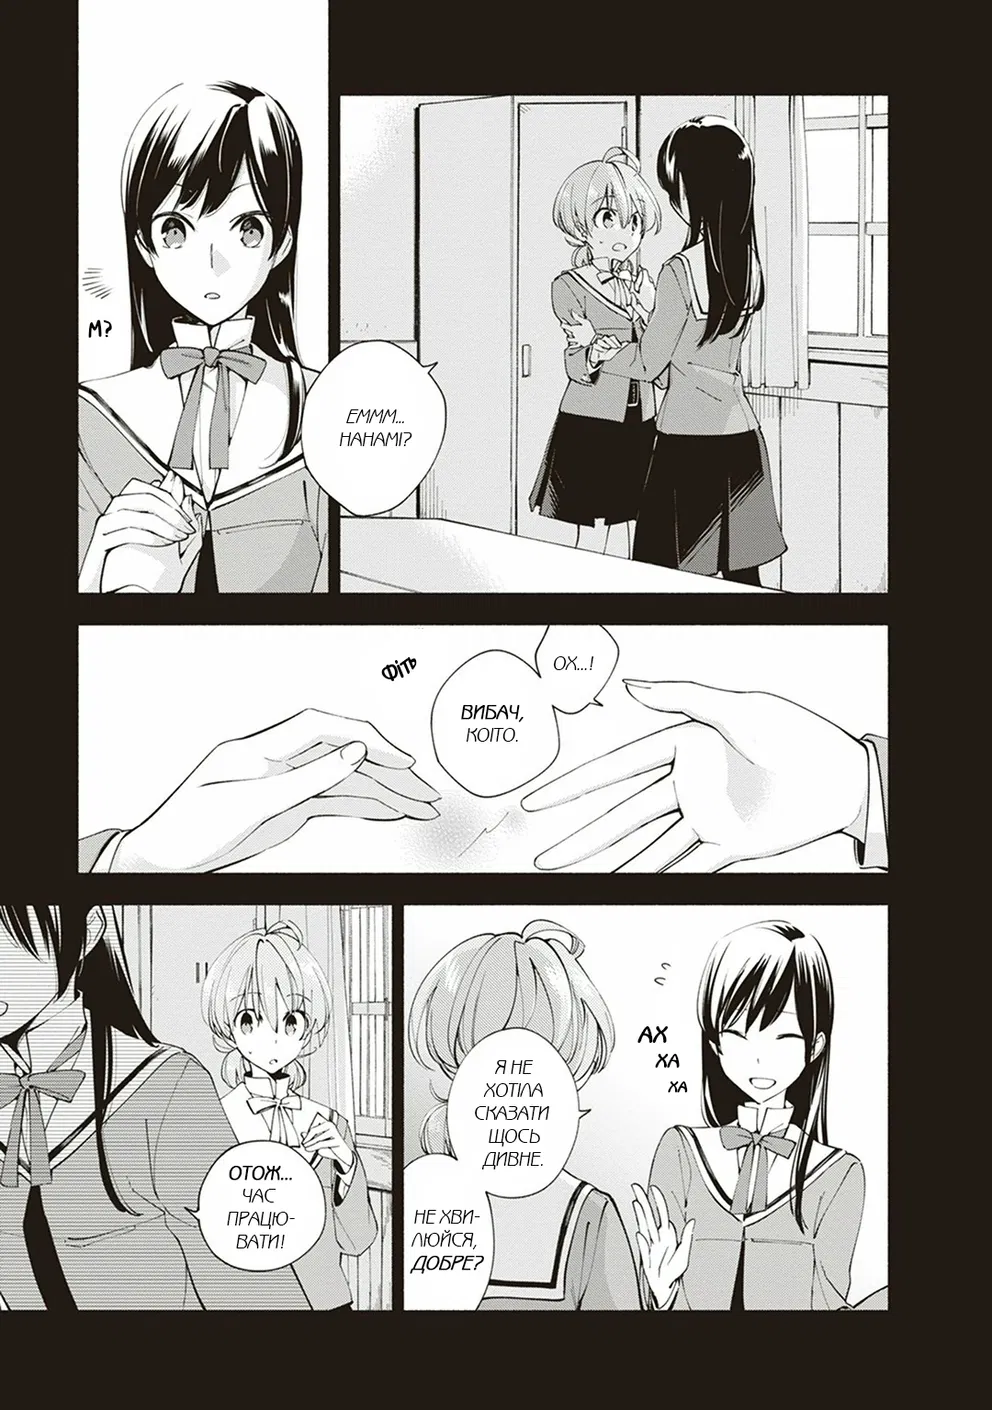 ЕМММ...
НАНАМІ?
М?
ОХ...!
ВИБАЧ,
КОІТО.
ФІТЬ
АХ
ХА
ХА
Я НЕ
ХОТІЛА
СКАЗАТИ
ЩОСЬ
ДИВНЕ.
НЕ ХВИ-
ЛЮЙСЯ,
ДОБРЕ?
ОТОЖ...
ЧАС
ПРАЦЮ-
ВАТИ!